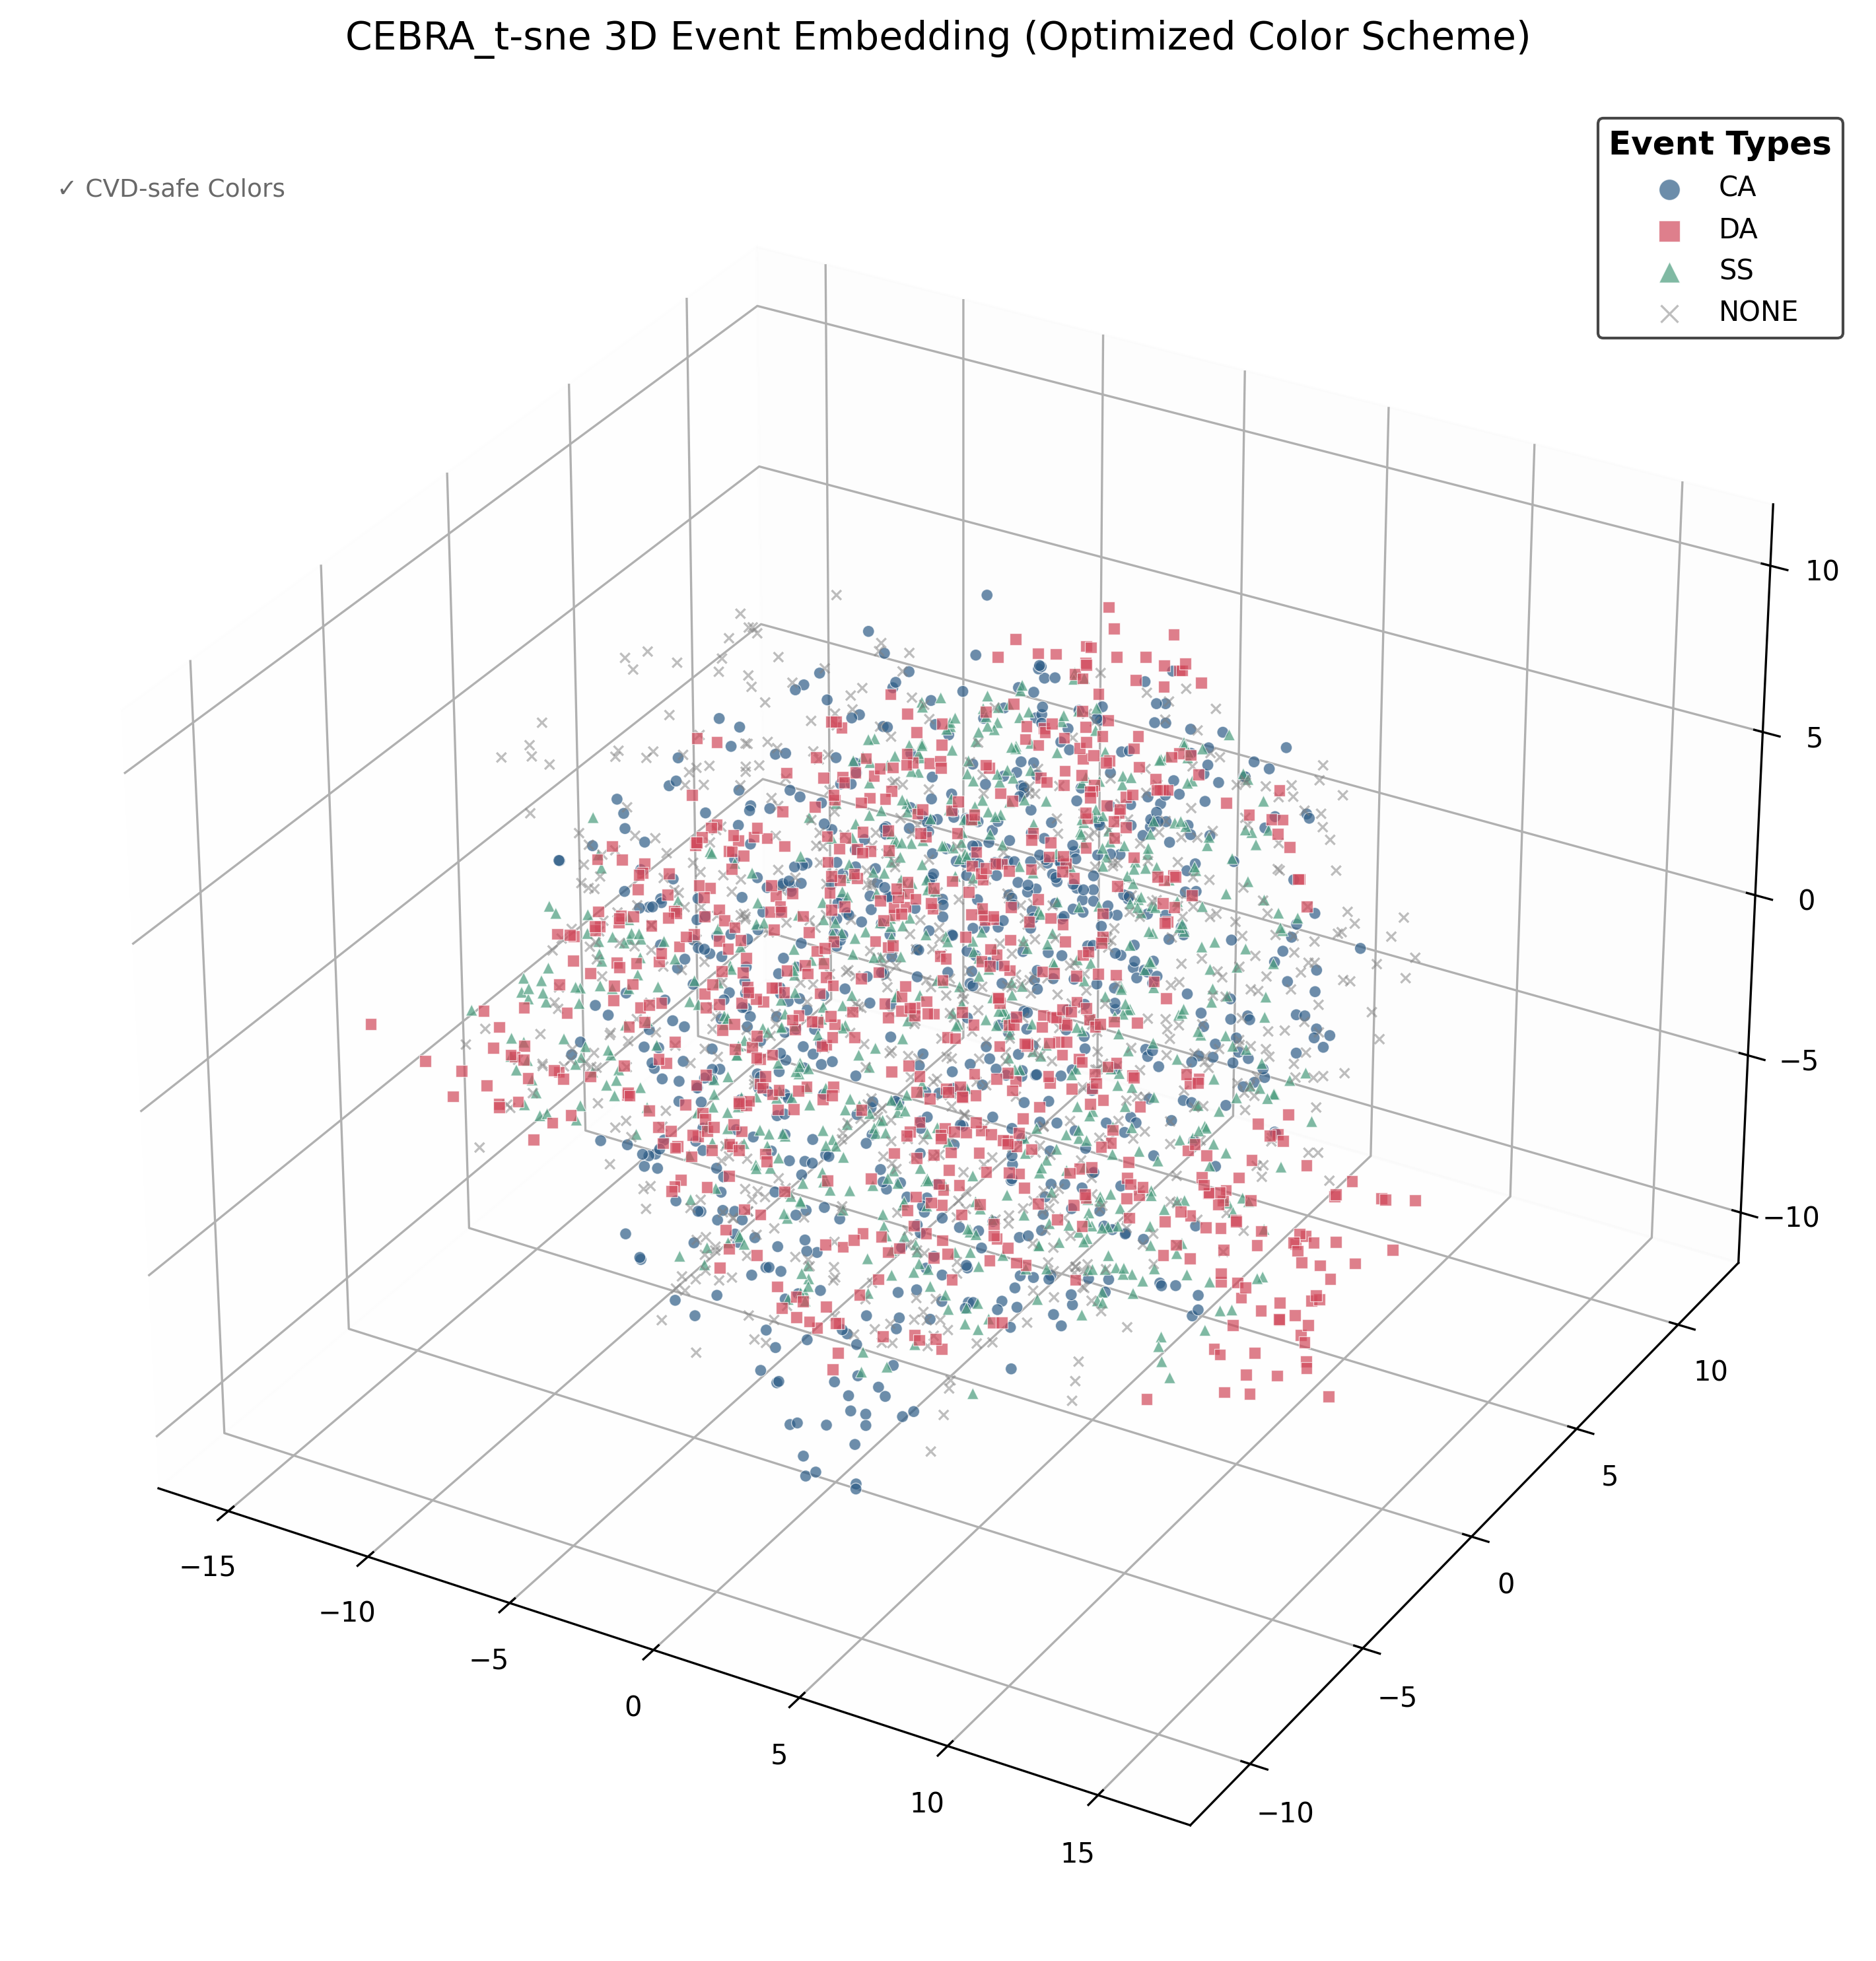 CEBRA_t-sne 3D Event Embedding (Optimized Color Scheme)
✓ CVD-safe Colors
Event Types
CA
DA
SS
NONE
10
5
0
−5
−10
−15
−10
−5
0
5
10
15
10
5
0
−5
−10